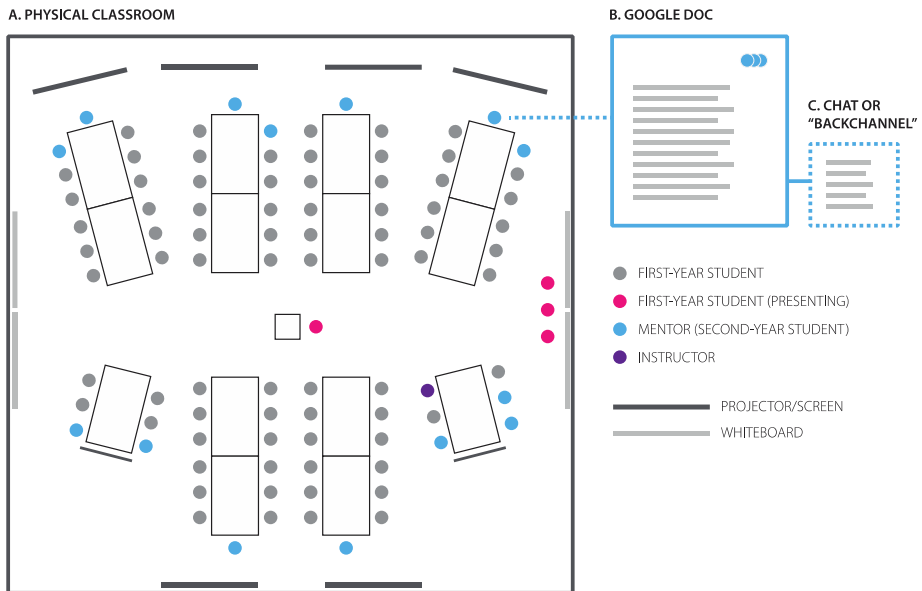 A. PHYSICAL CLASSROOM
B. GOOGLE DOC
C. CHAT OR
“BACKCHANNEL”
FIRST-YEAR STUDENT
FIRST-YEAR STUDENT (PRESENTING)
MENTOR (SECOND-YEAR STUDENT)
INSTRUCTOR
PROJECTOR/SCREEN
WHITEBOARD